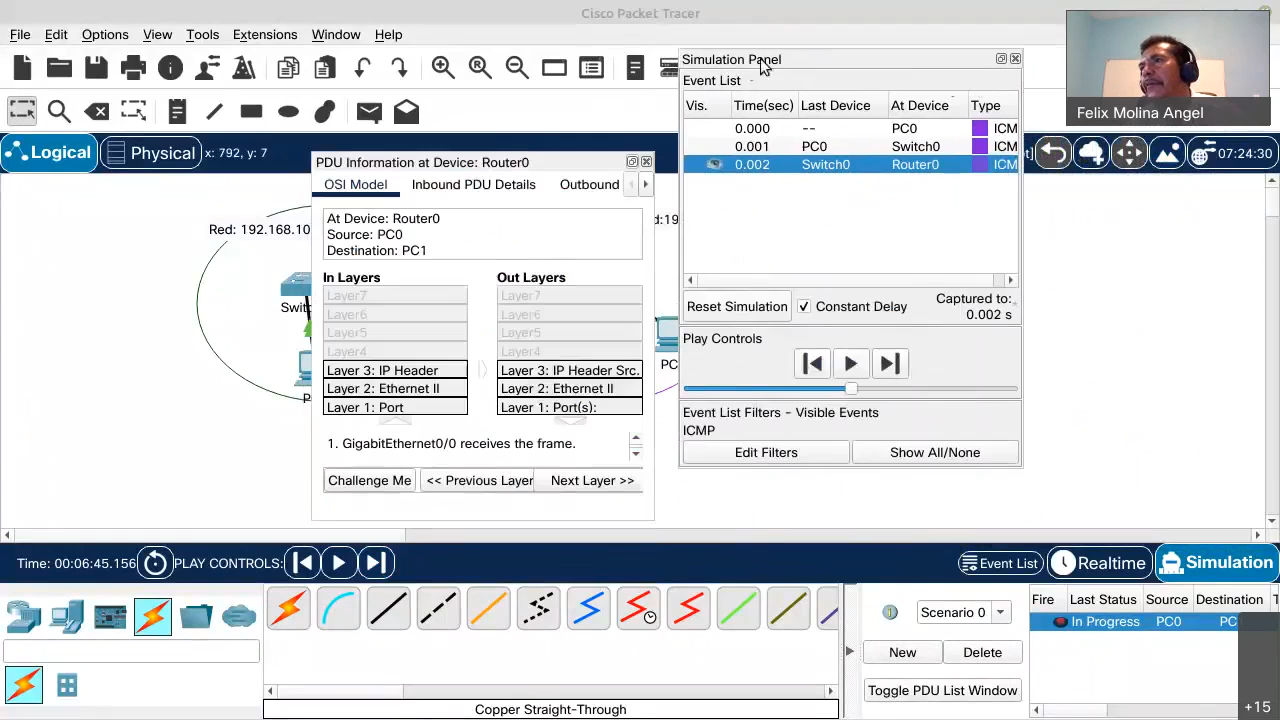 Cisco Packet Tracer
File Edit Options View Tools Extensions Window Help
Felix Molina Angel
Logical Physical x: 792, y: 7
07:24:30
Simulation Panel
Event List
Vis. Time(sec) Last Device At Device Type
0.000 -- PC0 ICM
0.001 PC0 Switch0 ICM
0.002 Switch0 Router0 ICM
Reset Simulation Constant Delay Captured to:
0.002 s
Play Controls
Event List Filters - Visible Events
ICMP
Edit Filters Show All/None
PDU Information at Device: Router0
OSI Model Inbound PDU Details Outbound
At Device: Router0
Source: PC0
Destination: PC1
In Layers Out Layers
Layer7 Layer7
Layer6 Layer6
Layer5 Layer5
Layer4 Layer4
Layer 3: IP Header Layer 3: IP Header Src.
Layer 2: Ethernet II Layer 2: Ethernet II
Layer 1: Port Layer 1: Port(s):
1. GigabitEthernet0/0 receives the frame.
Challenge Me << Previous Layer Next Layer >>
Red: 192.168.10
d:19
Swit
PC
Time: 00:06:45.156 PLAY CONTROLS: Event List Realtime Simulation
Scenario 0
New Delete
Toggle PDU List Window
Fire Last Status Source Destination T
In Progress PC0 PC
+15
Copper Straight-Through